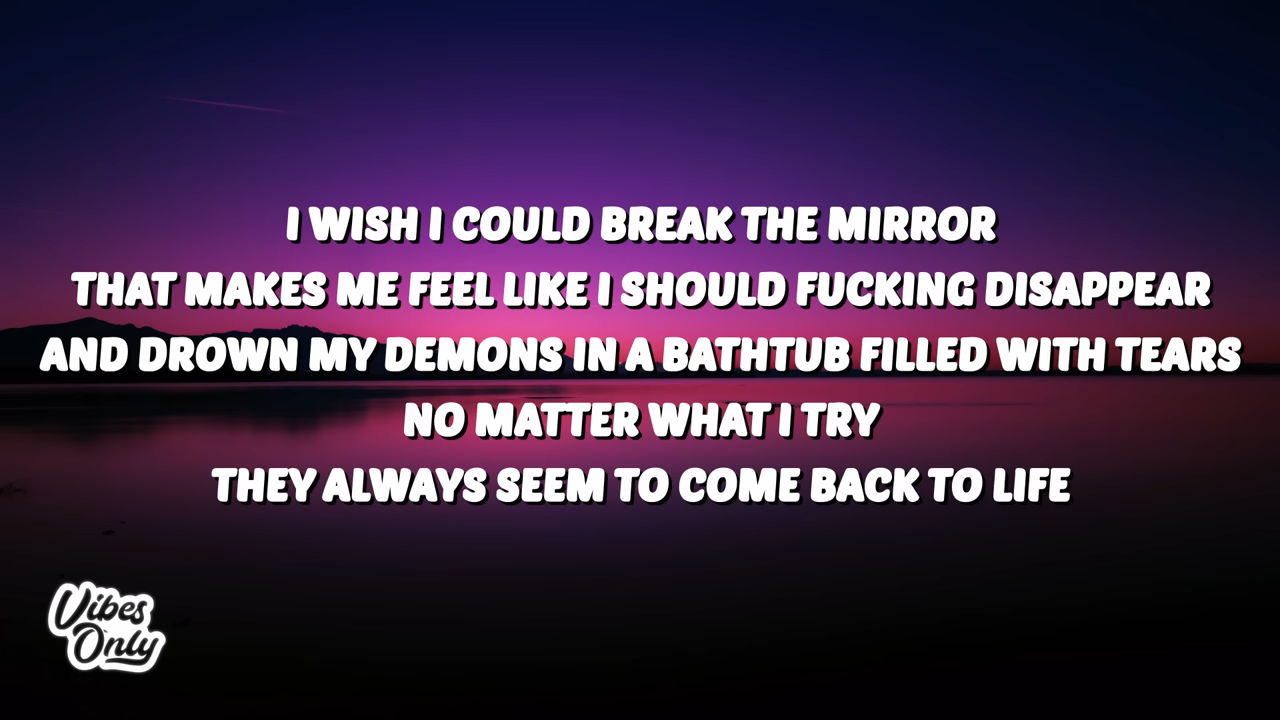 I WISH I COULD BREAK THE MIRROR
THAT MAKES ME FEEL LIKE I SHOULD FUCKING DISAPPEAR
AND DROWN MY DEMONS IN A BATHTUB FILLED WITH TEARS
NO MATTER WHAT I TRY
THEY ALWAYS SEEM TO COME BACK TO LIFE
Vibes
Only